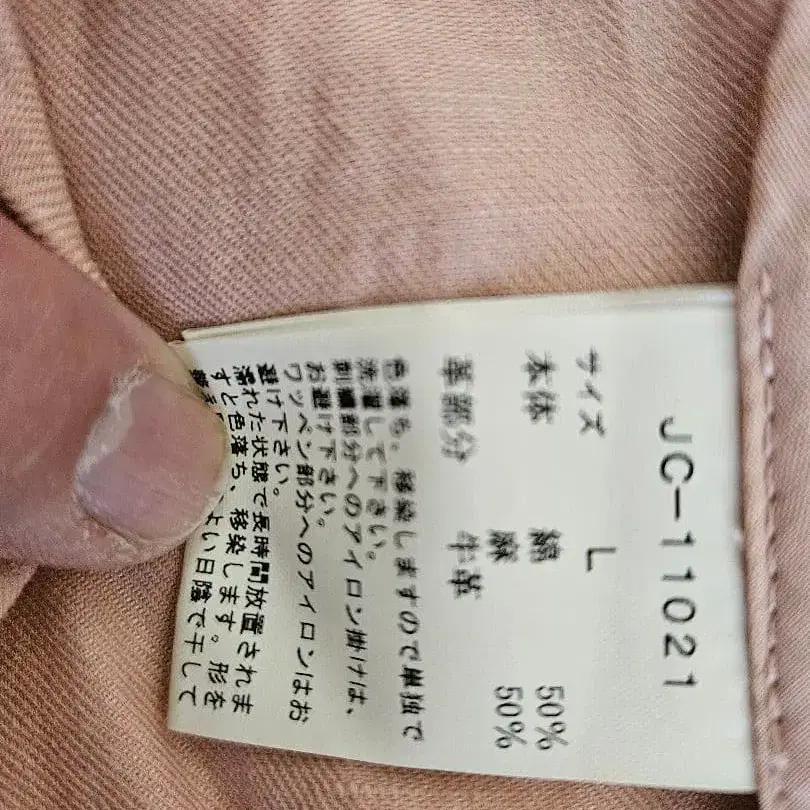 JC-11021
サイズ L
本体 綿 50%
麻 50%
革部分 牛革
色落ち、移染しますので単独で
洗濯して下さい。
刺繍部分へのアイロン掛けは、
お避け下さい。
ワッペン部分へのアイロンはお
避け下さい。
濡れた状態で長時間放置されま
すと色落ち、移染します。形を
よい日陰で干して